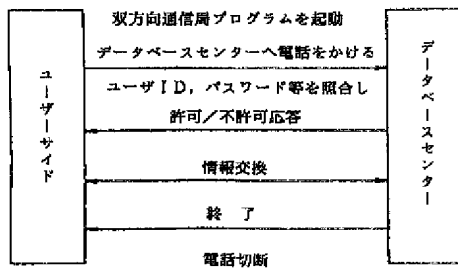 双方向通信局プログラムを起動
データベースセンターへ電話をかける
ユーザID，パスワード等を照合し
許可／不許可応答
情報交換
終 了
電話切断
ユーザーサイド
データベースセンター